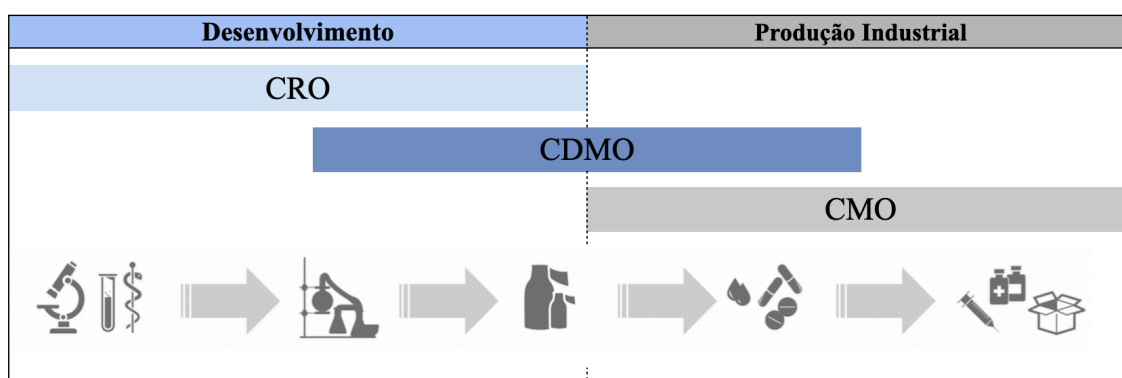 Desenvolvimento
Produção Industrial
CRO
CDMO
CMO